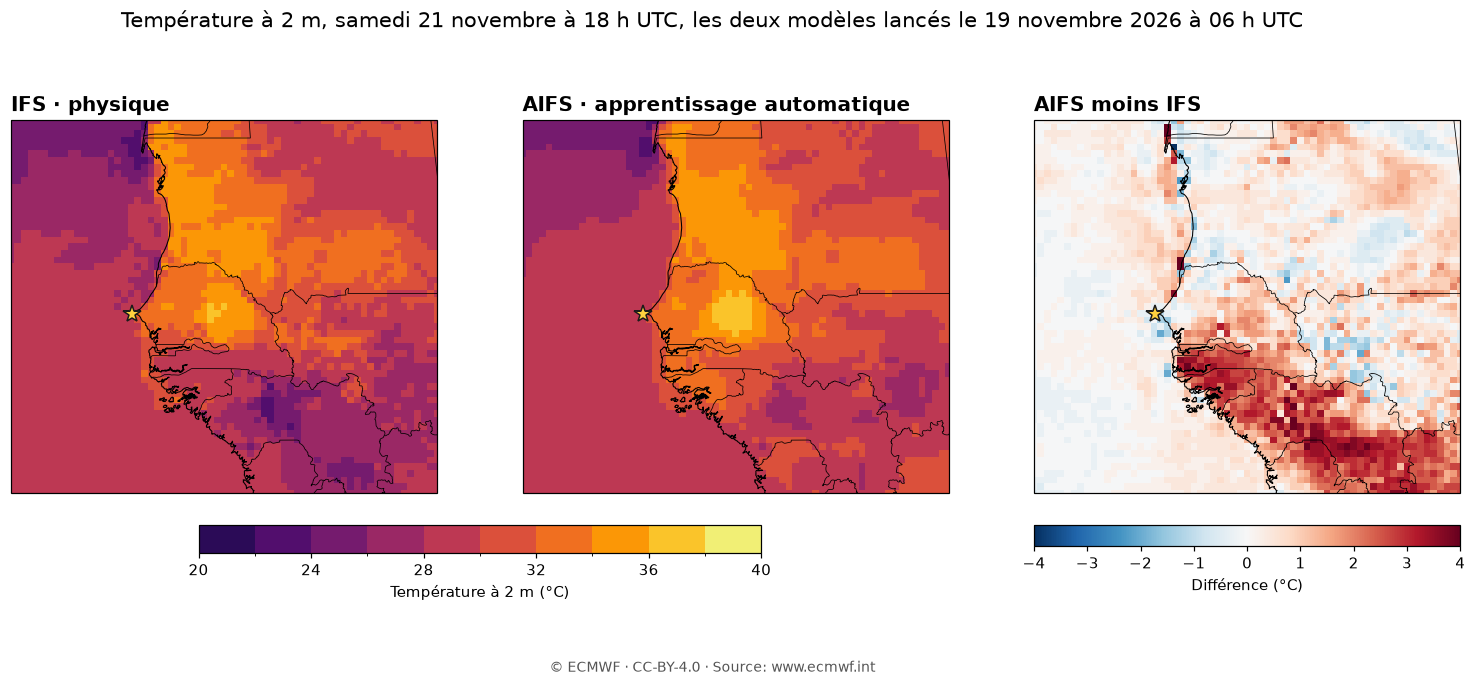 Température à 2 m, samedi 21 novembre à 18 h UTC, les deux modèles lancés le 19 novembre 2026 à 06 h UTC
IFS · physique
AIFS · apprentissage automatique
AIFS moins IFS
20 24 28 32 36 40
Température à 2 m (°C)
−4 −3 −2 −1 0 1 2 3 4
Différence (°C)
© ECMWF · CC-BY-4.0 · Source: www.ecmwf.int